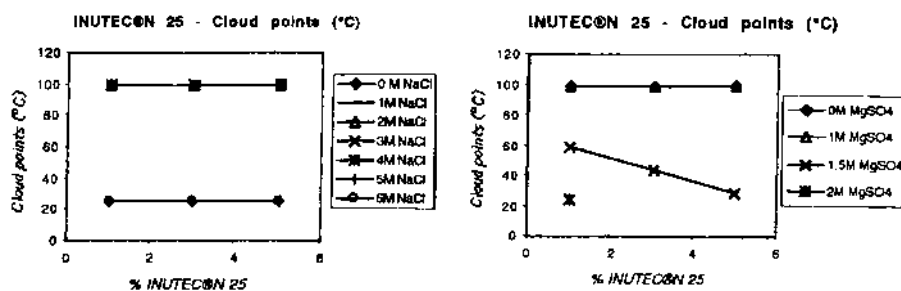 INUTEC®N 25 - Cloud points (°C)
Cloud points (°C)
120
100
80
60
40
20
0
0
2
4
6
% INUTEC®N 25
0 M NaCl
1M NaCl
2M NaCl
3M NaCl
4M NaCl
5M NaCl
6M NaCl
INUTEC®N 25 - Cloud points (°C)
Cloud points (°C)
120
100
80
60
40
20
0
0
2
4
6
% INUTEC®N 25
0M MgSO4
1M MgSO4
1.5M MgSO4
2M MgSO4